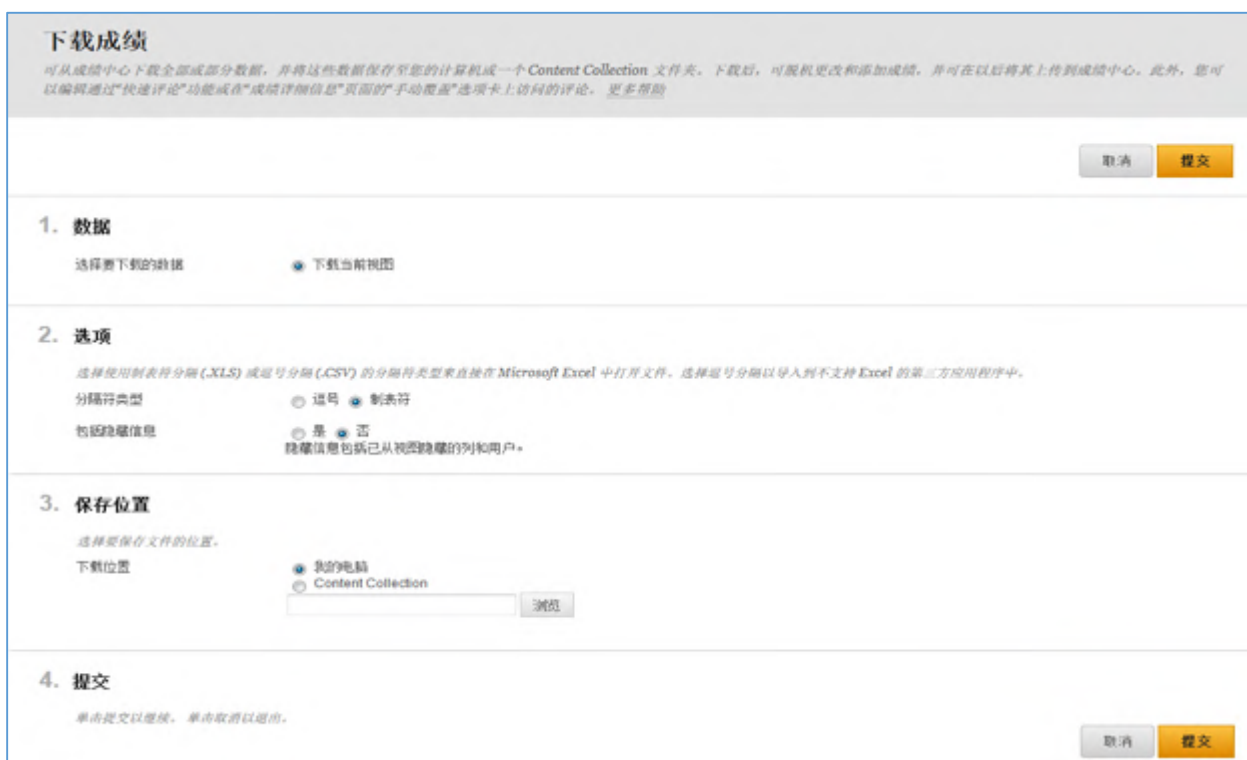 下载成绩
可从成绩中心下载全部或部分数据,并将这些数据保存至您的计算机或一个 Content Collection 文件夹。下载后,可脱机更改和添加成绩,并可在以后将其上传到成绩中心。此外,您可
以编辑通过“快速评论”功能或在“成绩详细信息”页面的“手动覆盖”选项卡上访问的评论。 更多帮助
取消 提交
1. 数据
选择要下载的数据 下载当前视图
2. 选项
选择使用制表符分隔 (.XLS) 或逗号分隔 (.CSV) 的分隔符类型来直接在 Microsoft Excel 中打开文件。选择逗号分隔以导入到不支持 Excel 的第三方应用程序中。
分隔符类型 逗号 制表符
包括隐藏信息 是 否
隐藏信息包括已从视图隐藏的列和用户。
3. 保存位置
选择要保存文件的位置。
下载位置 我的电脑
Content Collection
浏览
4. 提交
单击提交以继续。 单击取消以退出。
取消 提交